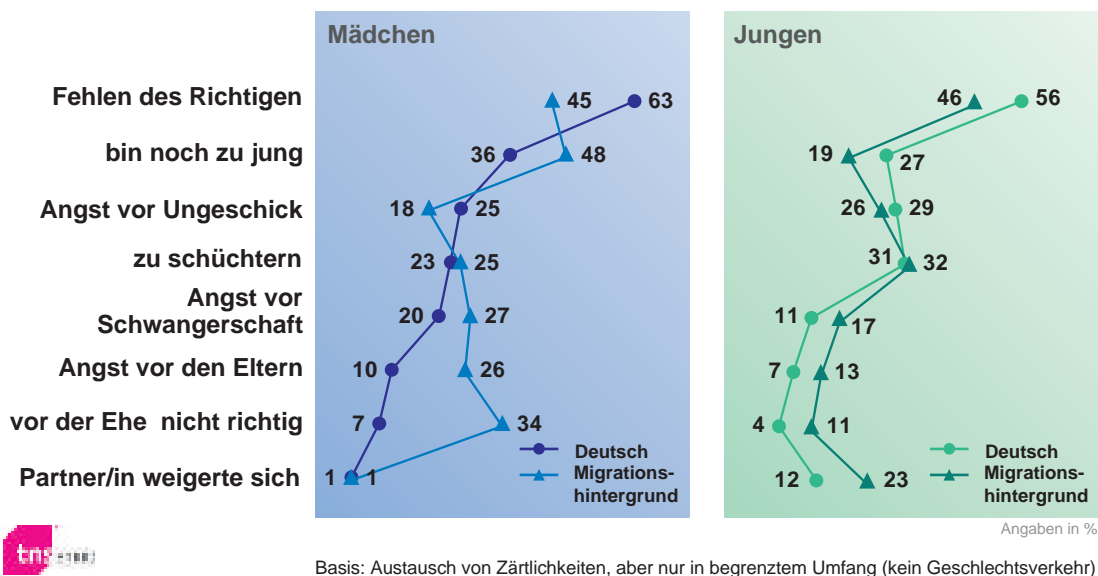 Mädchen
Jungen
Fehlen des Richtigen
45
63
46
56
bin noch zu jung
36
48
19
27
Angst vor Ungeschick
18
25
26
29
zu schüchtern
23
25
31
32
Angst vor
Schwangerschaft
20
27
11
17
Angst vor den Eltern
10
26
7
13
vor der Ehe nicht richtig
7
34
4
11
Partner/in weigerte sich
1
1
12
23
Deutsch
Migrations-
hintergrund
Deutsch
Migrations-
hintergrund
Angaben in %
tns
Basis: Austausch von Zärtlichkeiten, aber nur in begrenztem Umfang (kein Geschlechtsverkehr)